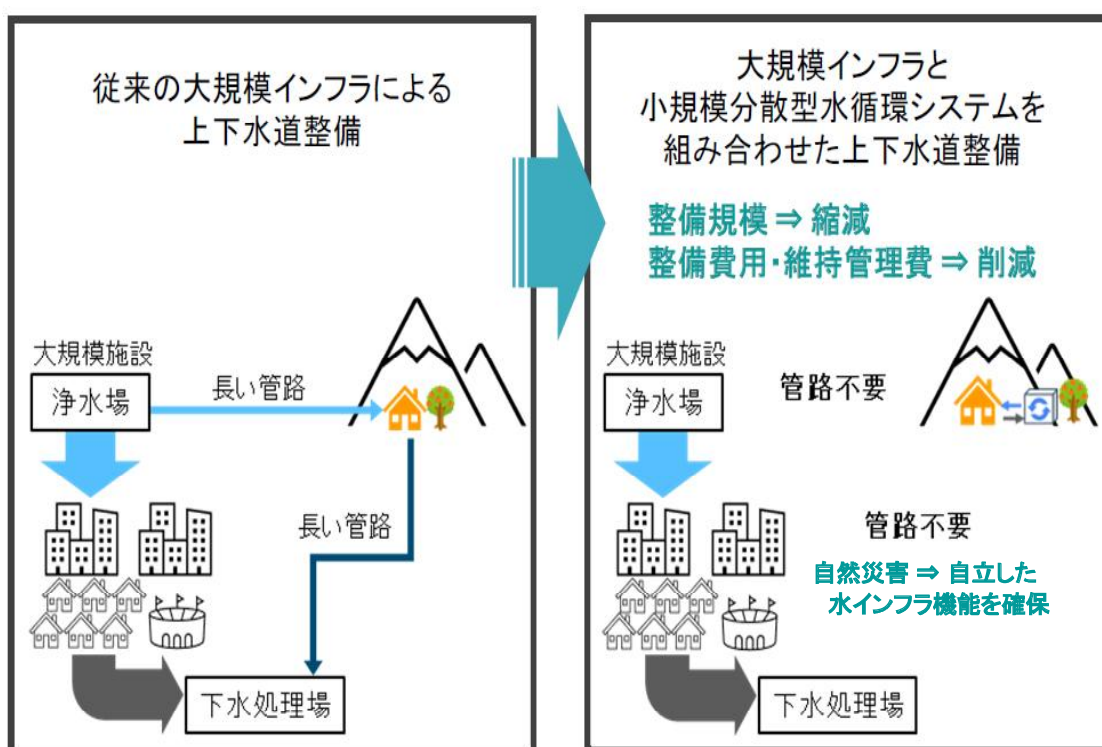 従来の大規模インフラによる
上下水道整備
大規模施設
浄水場
長い管路
長い管路
下水処理場
大規模インフラと
小規模分散型水循環システムを
組み合わせた上下水道整備
整備規模 ⇒ 縮減
整備費用・維持管理費 ⇒ 削減
大規模施設
浄水場
管路不要
管路不要
自然災害 ⇒ 自立した
水インフラ機能を確保
下水処理場